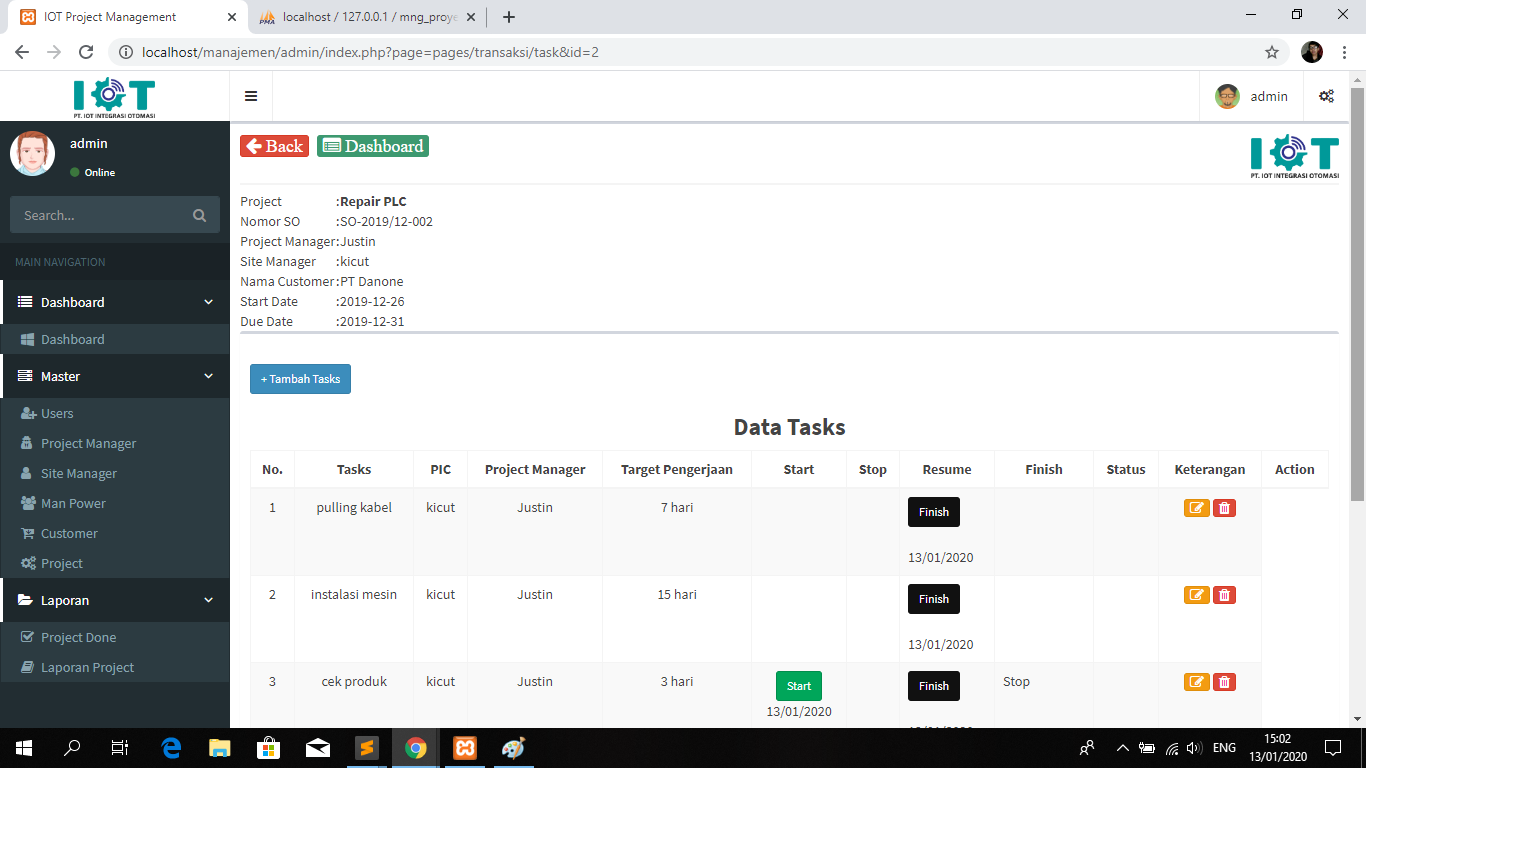 IOT Project Management
localhost / 127.0.0.1 / mng_proye
localhost/manajemen/admin/index.php?page=pages/transaksi/task&id=2
IOT
PT. IOT INTEGRASI OTOMASI
admin
admin
Online
Search...
MAIN NAVIGATION
Dashboard
Dashboard
Master
Users
Project Manager
Site Manager
Man Power
Customer
Project
Laporan
Project Done
Laporan Project
Back Dashboard
IOT
PT. IOT INTEGRASI OTOMASI
Project :Repair PLC
Nomor SO :SO-2019/12-002
Project Manager:Justin
Site Manager :kicut
Nama Customer:PT Danone
Start Date :2019-12-26
Due Date :2019-12-31
+ Tambah Tasks
Data Tasks
No. Tasks PIC Project Manager Target Pengerjaan Start Stop Resume Finish Status Keterangan Action
1 pulling kabel kicut Justin 7 hari Finish
13/01/2020
2 instalasi mesin kicut Justin 15 hari Finish
13/01/2020
3 cek produk kicut Justin 3 hari Start Finish Stop
13/01/2020
ENG
15:02
13/01/2020